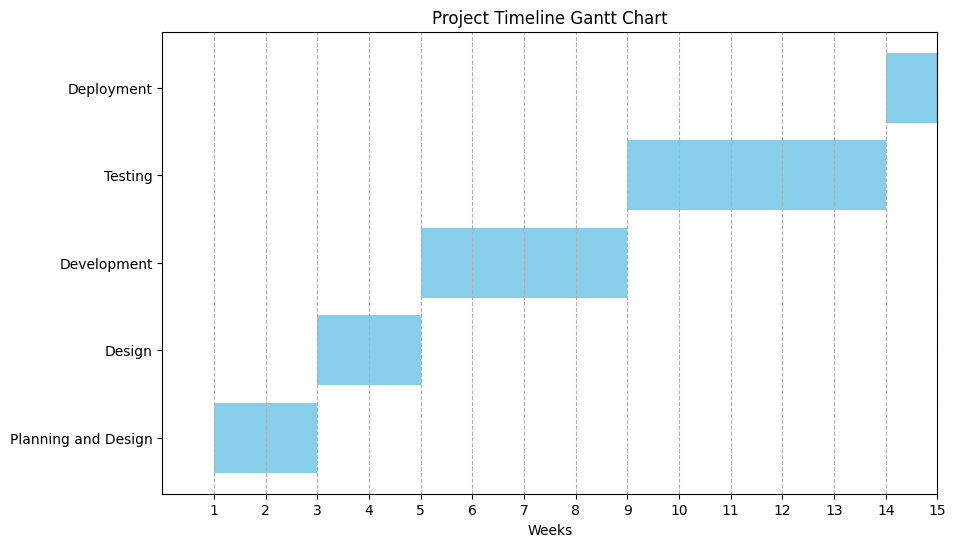 Project Timeline Gantt Chart
Deployment
Testing
Development
Design
Planning and Design
1 2 3 4 5 6 7 8 9 10 11 12 13 14 15
Weeks